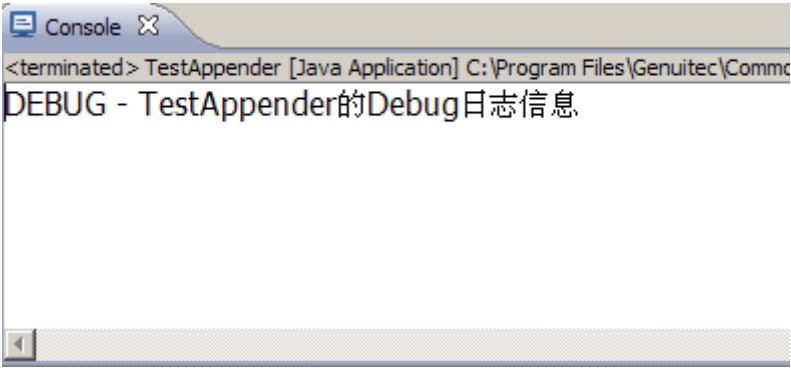 Console
<terminated> TestAppender [Java Application] C:\Program Files\Genuitec\Commo
DEBUG - TestAppender的Debug日志信息